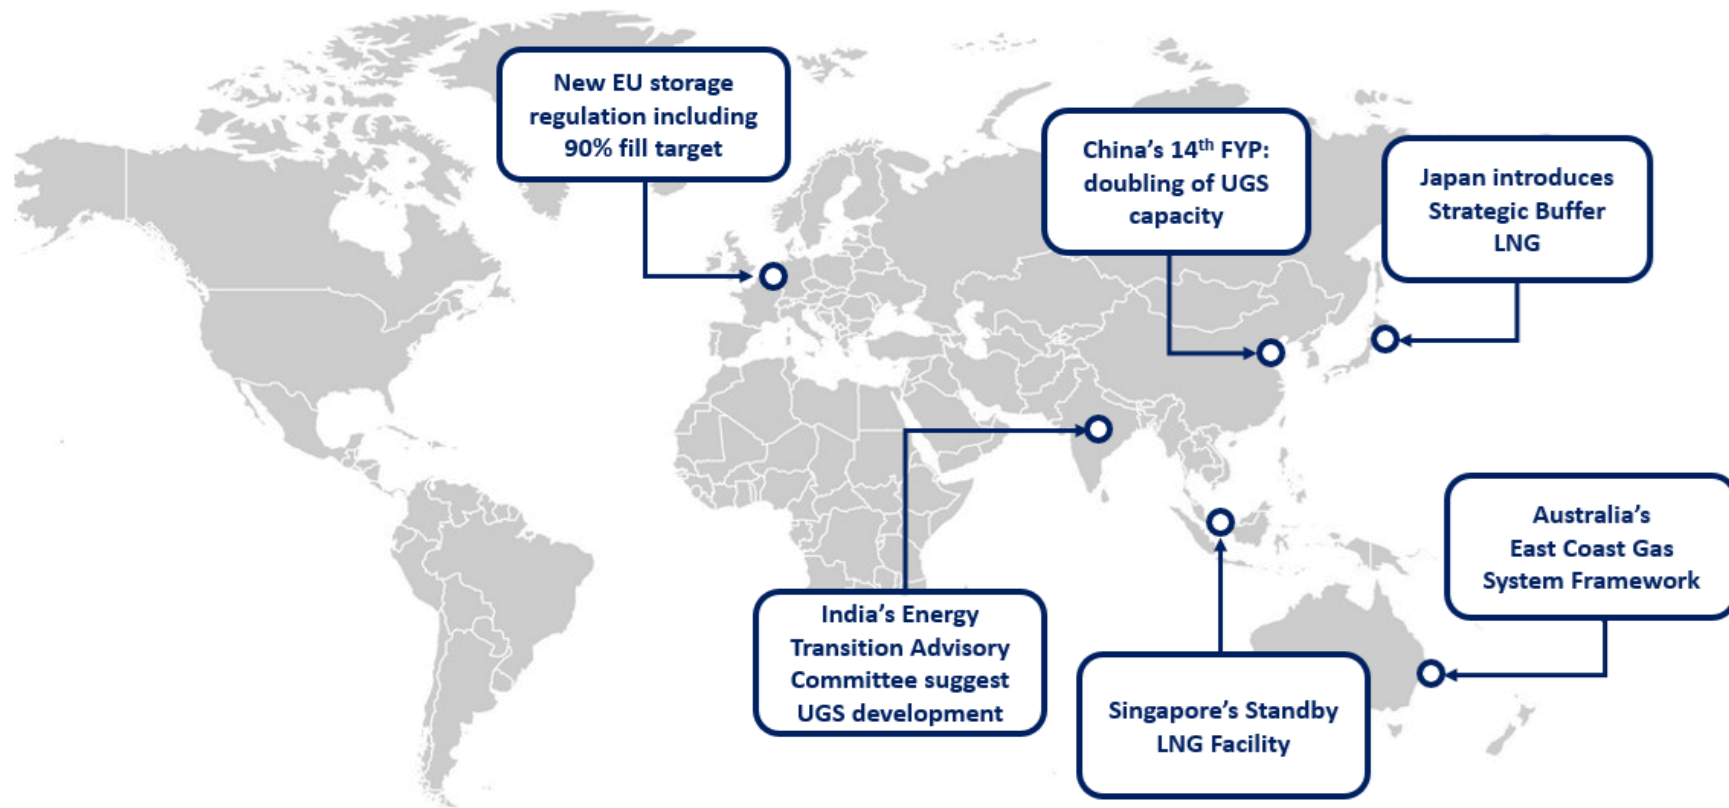 New EU storage
regulation including
90% fill target
China’s 14th FYP:
doubling of UGS
capacity
Japan introduces
Strategic Buffer
LNG
India’s Energy
Transition Advisory
Committee suggest
UGS development
Singapore’s Standby
LNG Facility
Australia’s
East Coast Gas
System Framework